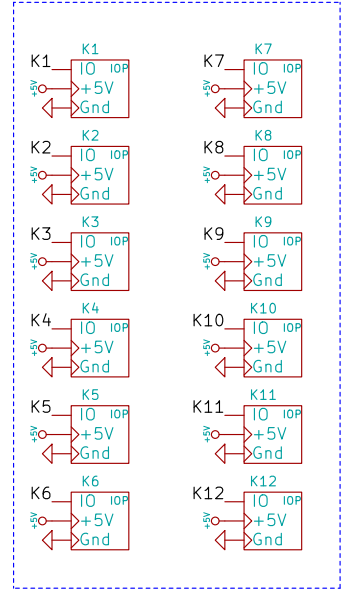 K1
K1
IO IOP
+5V +5V
Gnd
K2
K2
IO IOP
+5V +5V
Gnd
K3
K3
IO IOP
+5V +5V
Gnd
K4
K4
IO IOP
+5V +5V
Gnd
K5
K5
IO IOP
+5V +5V
Gnd
K6
K6
IO IOP
+5V +5V
Gnd
K7
K7
IO IOP
+5V +5V
Gnd
K8
K8
IO IOP
+5V +5V
Gnd
K9
K9
IO IOP
+5V +5V
Gnd
K10
K10
IO IOP
+5V +5V
Gnd
K11
K11
IO IOP
+5V +5V
Gnd
K12
K12
IO IOP
+5V +5V
Gnd